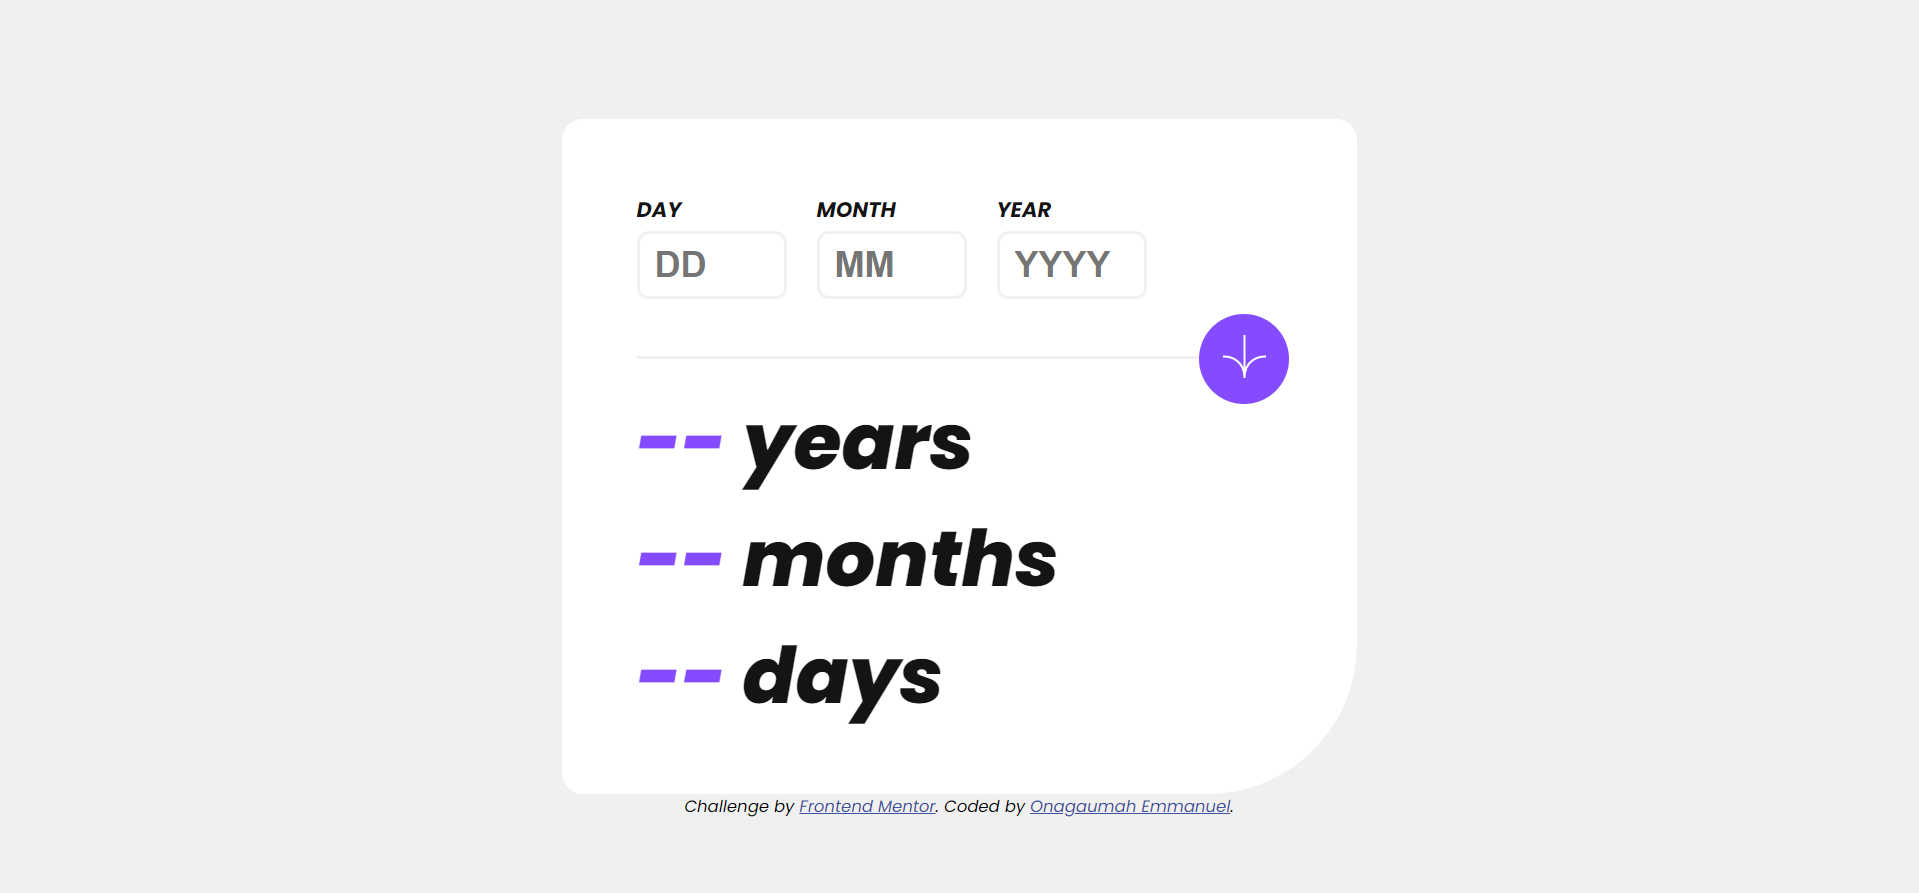 DAY MONTH YEAR
DD MM YYYY
-- years
-- months
-- days
Challenge by Frontend Mentor. Coded by Onagaumah Emmanuel.